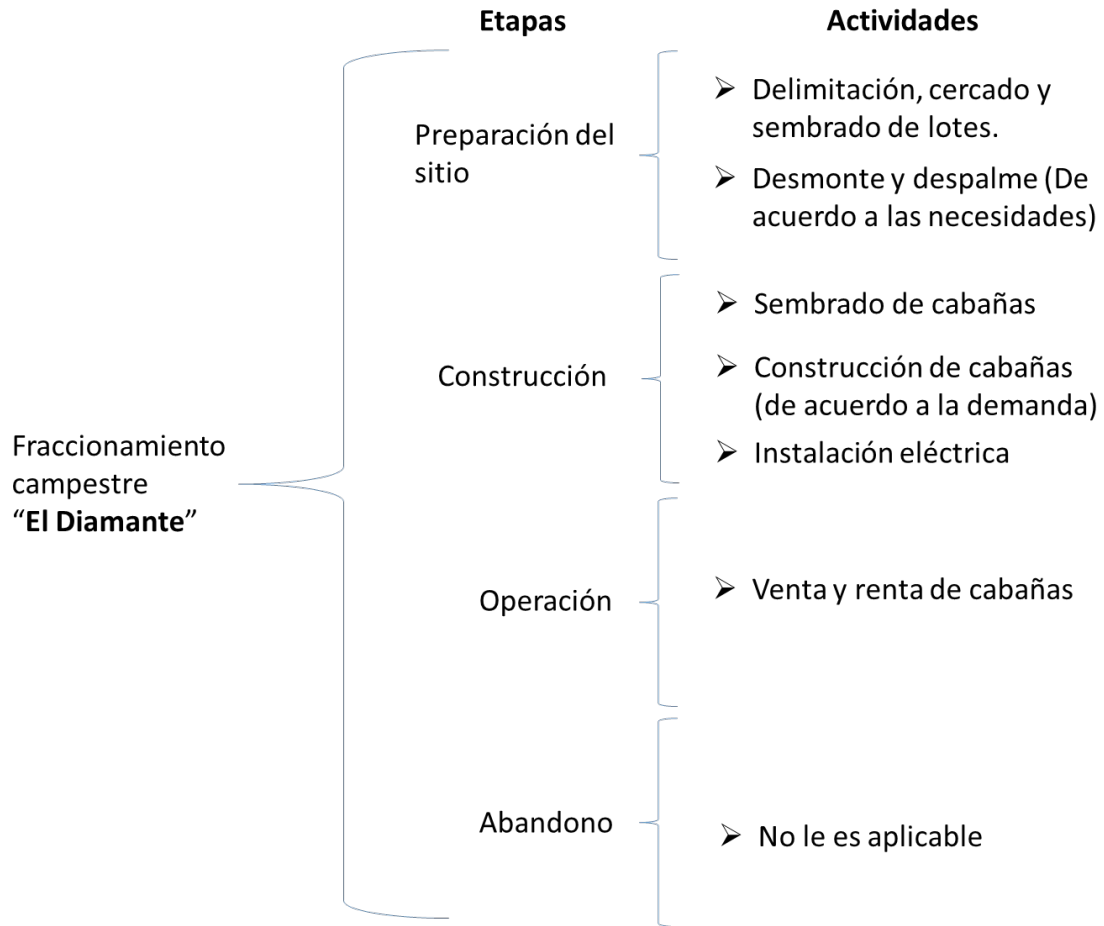 Etapas
Actividades
Fraccionamiento
campestre
“El Diamante”
Preparación del
sitio
➢ Delimitación, cercado y
sembrado de lotes.
➢ Desmonte y despalme (De
acuerdo a las necesidades)
Construcción
➢ Sembrado de cabañas
➢ Construcción de cabañas
(de acuerdo a la demanda)
➢ Instalación eléctrica
Operación
➢ Venta y renta de cabañas
Abandono
➢ No le es aplicable